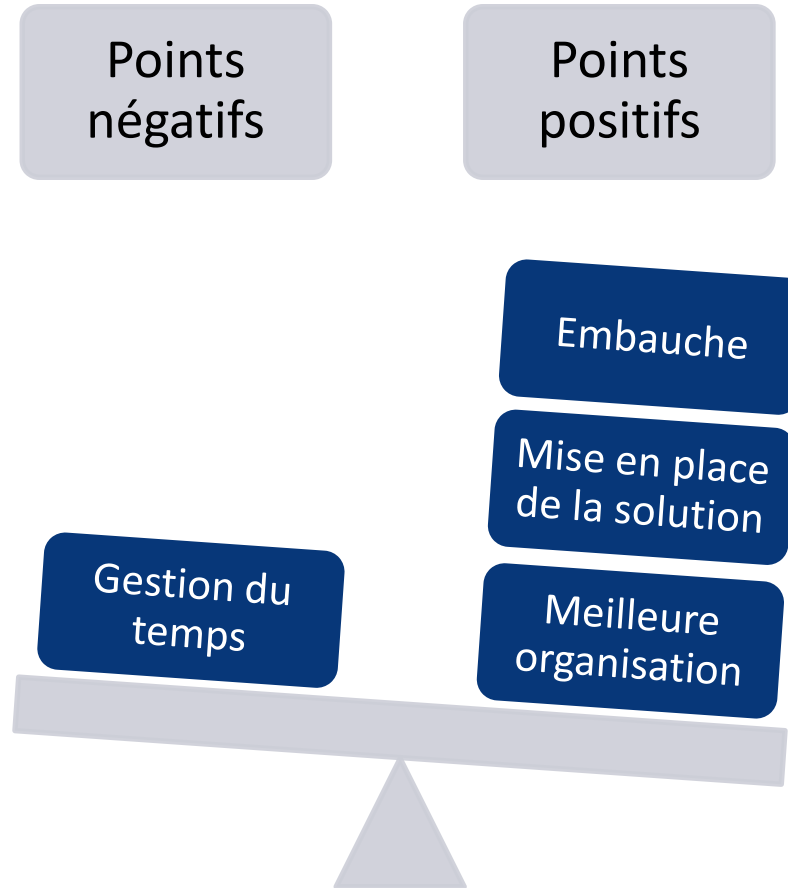 Points
négatifs
Points
positifs
Embauche
Mise en place
de la solution
Gestion du
temps
Meilleure
organisation